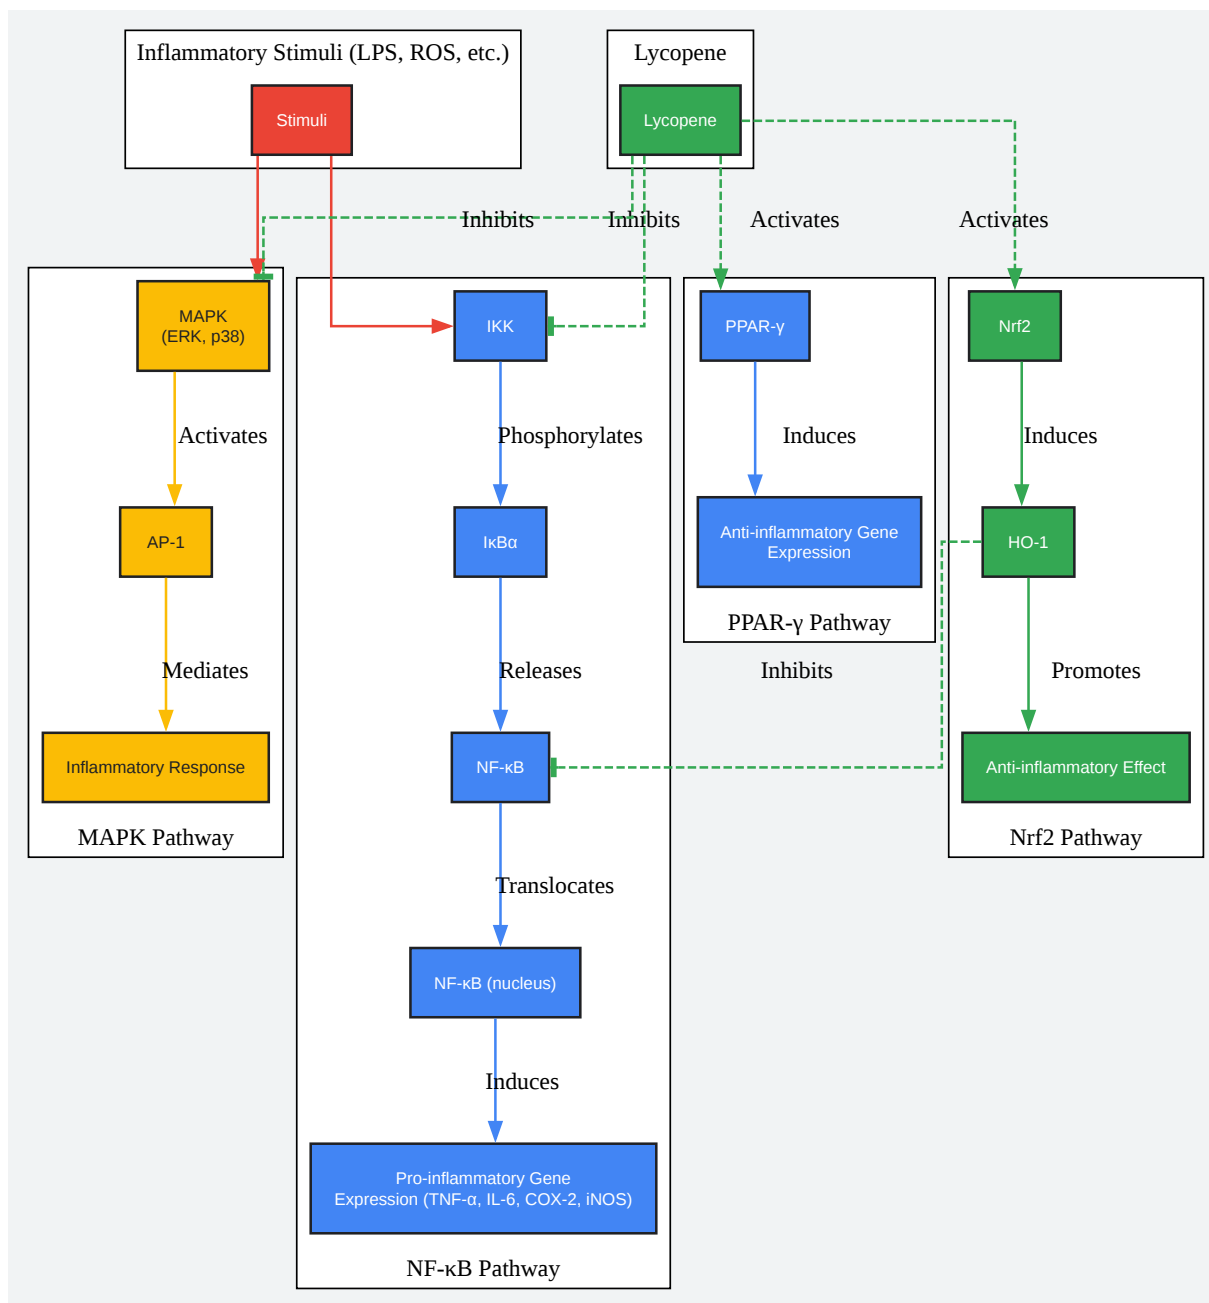 Inflammatory Stimuli (LPS, ROS, etc.)
Stimuli
Lycopene
Lycopene
Inhibits
Inhibits
Activates
Activates
MAPK
(ERK, p38)
IKK
PPAR-γ
Nrf2
Activates
Phosphorylates
Induces
Induces
AP-1
IκBα
Anti-inflammatory Gene
Expression
HO-1
PPAR-γ Pathway
Mediates
Releases
Inhibits
Promotes
Inflammatory Response
NF-κB
Anti-inflammatory Effect
MAPK Pathway
Nrf2 Pathway
Translocates
NF-κB (nucleus)
Induces
Pro-inflammatory Gene
Expression (TNF-α, IL-6, COX-2, iNOS)
NF-κB Pathway